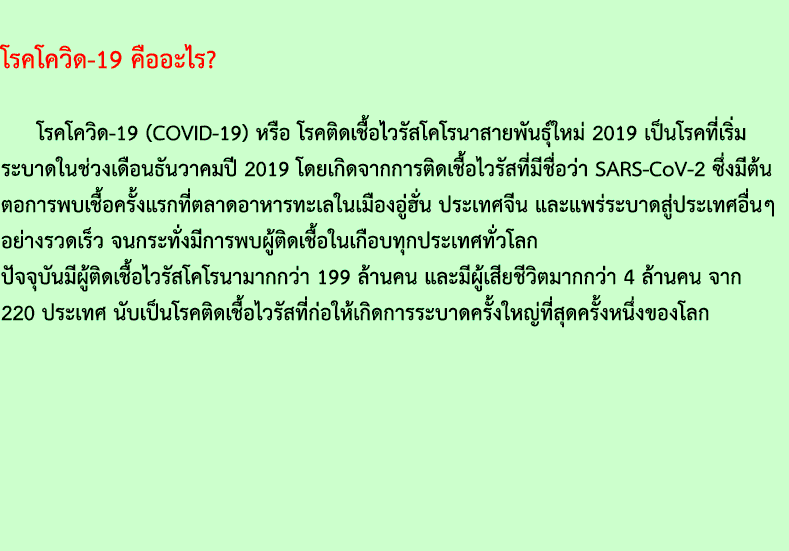 โรคโควิด-19 คืออะไร?
โรคโควิด-19 (COVID-19) หรือ โรคติดเชื้อไวรัสโคโรนาสายพันธุ์ใหม่ 2019 เป็นโรคที่เริ่ม
ระบาดในช่วงเดือนธันวาคมปี 2019 โดยเกิดจากการติดเชื้อไวรัสที่มีชื่อว่า SARS-CoV-2 ซึ่งมีต้น
ตอการพบเชื้อครั้งแรกที่ตลาดอาหารทะเลในเมืองอู่ฮั่น ประเทศจีน และแพร่ระบาดสู่ประเทศอื่นๆ
อย่างรวดเร็ว จนกระทั่งมีการพบผู้ติดเชื้อในเกือบทุกประเทศทั่วโลก
ปัจจุบันมีผู้ติดเชื้อไวรัสโคโรนามากกว่า 199 ล้านคน และมีผู้เสียชีวิตมากกว่า 4 ล้านคน จาก
220 ประเทศ นับเป็นโรคติดเชื้อไวรัสที่ก่อให้เกิดการระบาดครั้งใหญ่ที่สุดครั้งหนึ่งของโลก